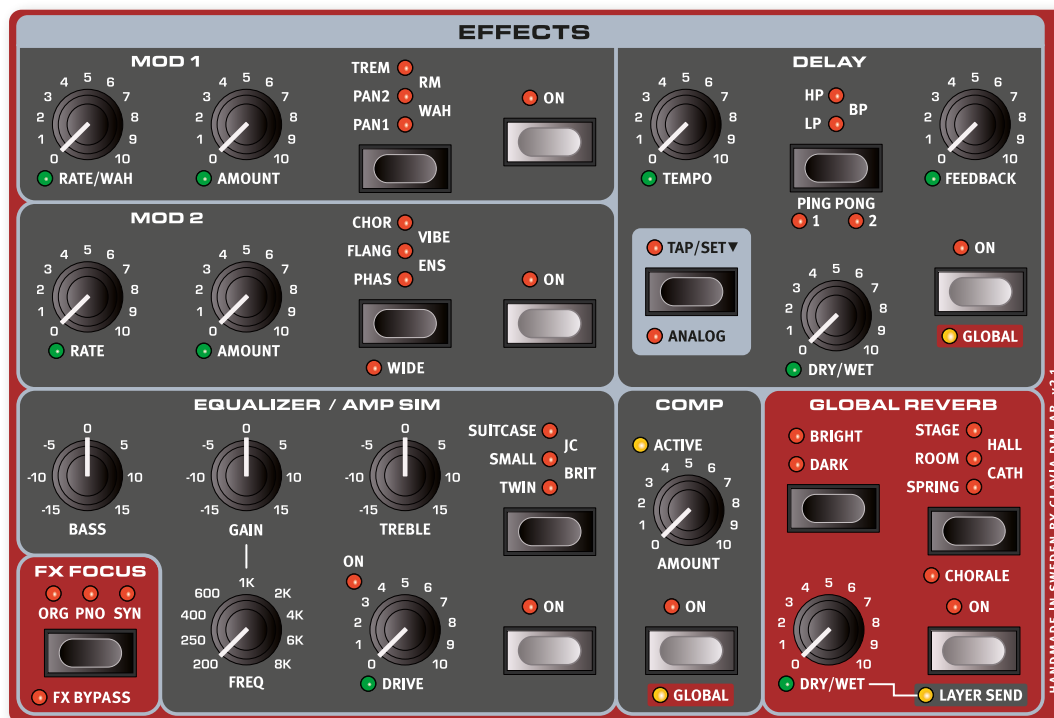 EFFECTS
MOD 1
0 1 2 3 4 5 6 7 8 9 10
RATE/WAH
0 1 2 3 4 5 6 7 8 9 10
AMOUNT
TREM
RM
PAN2
WAH
PAN1
ON
DELAY
0 1 2 3 4 5 6 7 8 9 10
TEMPO
HP
BP
LP
PING PONG
1 2
0 1 2 3 4 5 6 7 8 9 10
FEEDBACK
TAP/SET▼
ANALOG
0 1 2 3 4 5 6 7 8 9 10
DRY/WET
ON
GLOBAL
MOD 2
0 1 2 3 4 5 6 7 8 9 10
RATE
0 1 2 3 4 5 6 7 8 9 10
AMOUNT
CHOR
VIBE
FLANG
ENS
PHAS
WIDE
ON
EQUALIZER / AMP SIM
-15 -10 -5 0 5 10 15
BASS
-15 -10 -5 0 5 10 15
GAIN
-15 -10 -5 0 5 10 15
TREBLE
SUITCASE
JC
SMALL
BRIT
TWIN
200 250 400 600 1K 2K 4K 6K 8K
FREQ
ON
0 1 2 3 4 5 6 7 8 9 10
DRIVE
ON
FX FOCUS
ORG PNO SYN
FX BYPASS
COMP
ACTIVE
0 1 2 3 4 5 6 7 8 9 10
AMOUNT
ON
GLOBAL
GLOBAL REVERB
BRIGHT
DARK
STAGE
HALL
ROOM
CATH
SPRING
CHORALE
0 1 2 3 4 5 6 7 8 9 10
DRY/WET
ON
LAYER SEND
HANDMADE IN SWEDEN BY CLAVIA DMI AB